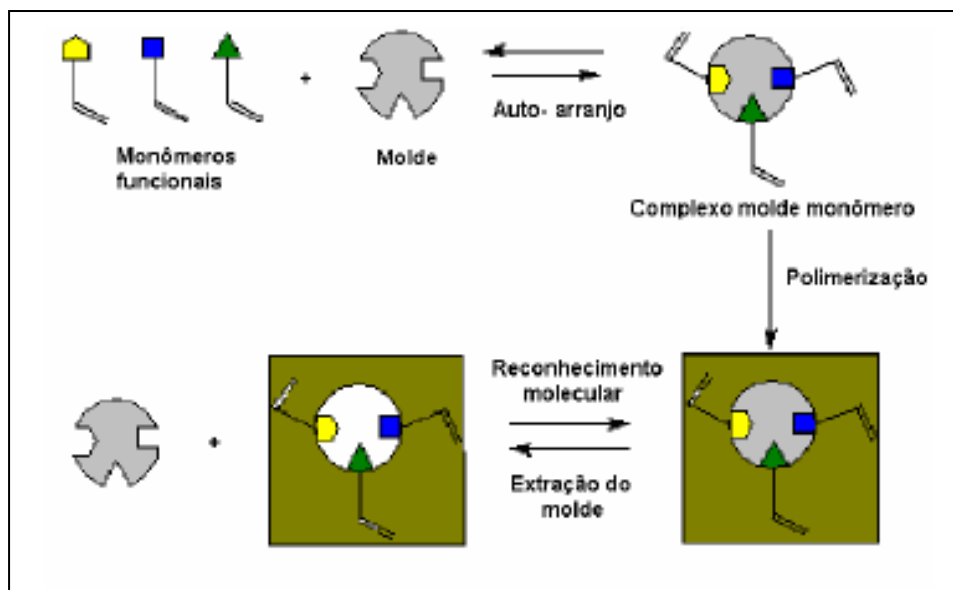 +
Auto- arranjo
Monômeros
funcionais
Molde
Complexo molde monômero
Polimerização
Reconhecimento
molecular
+
Extração do
molde